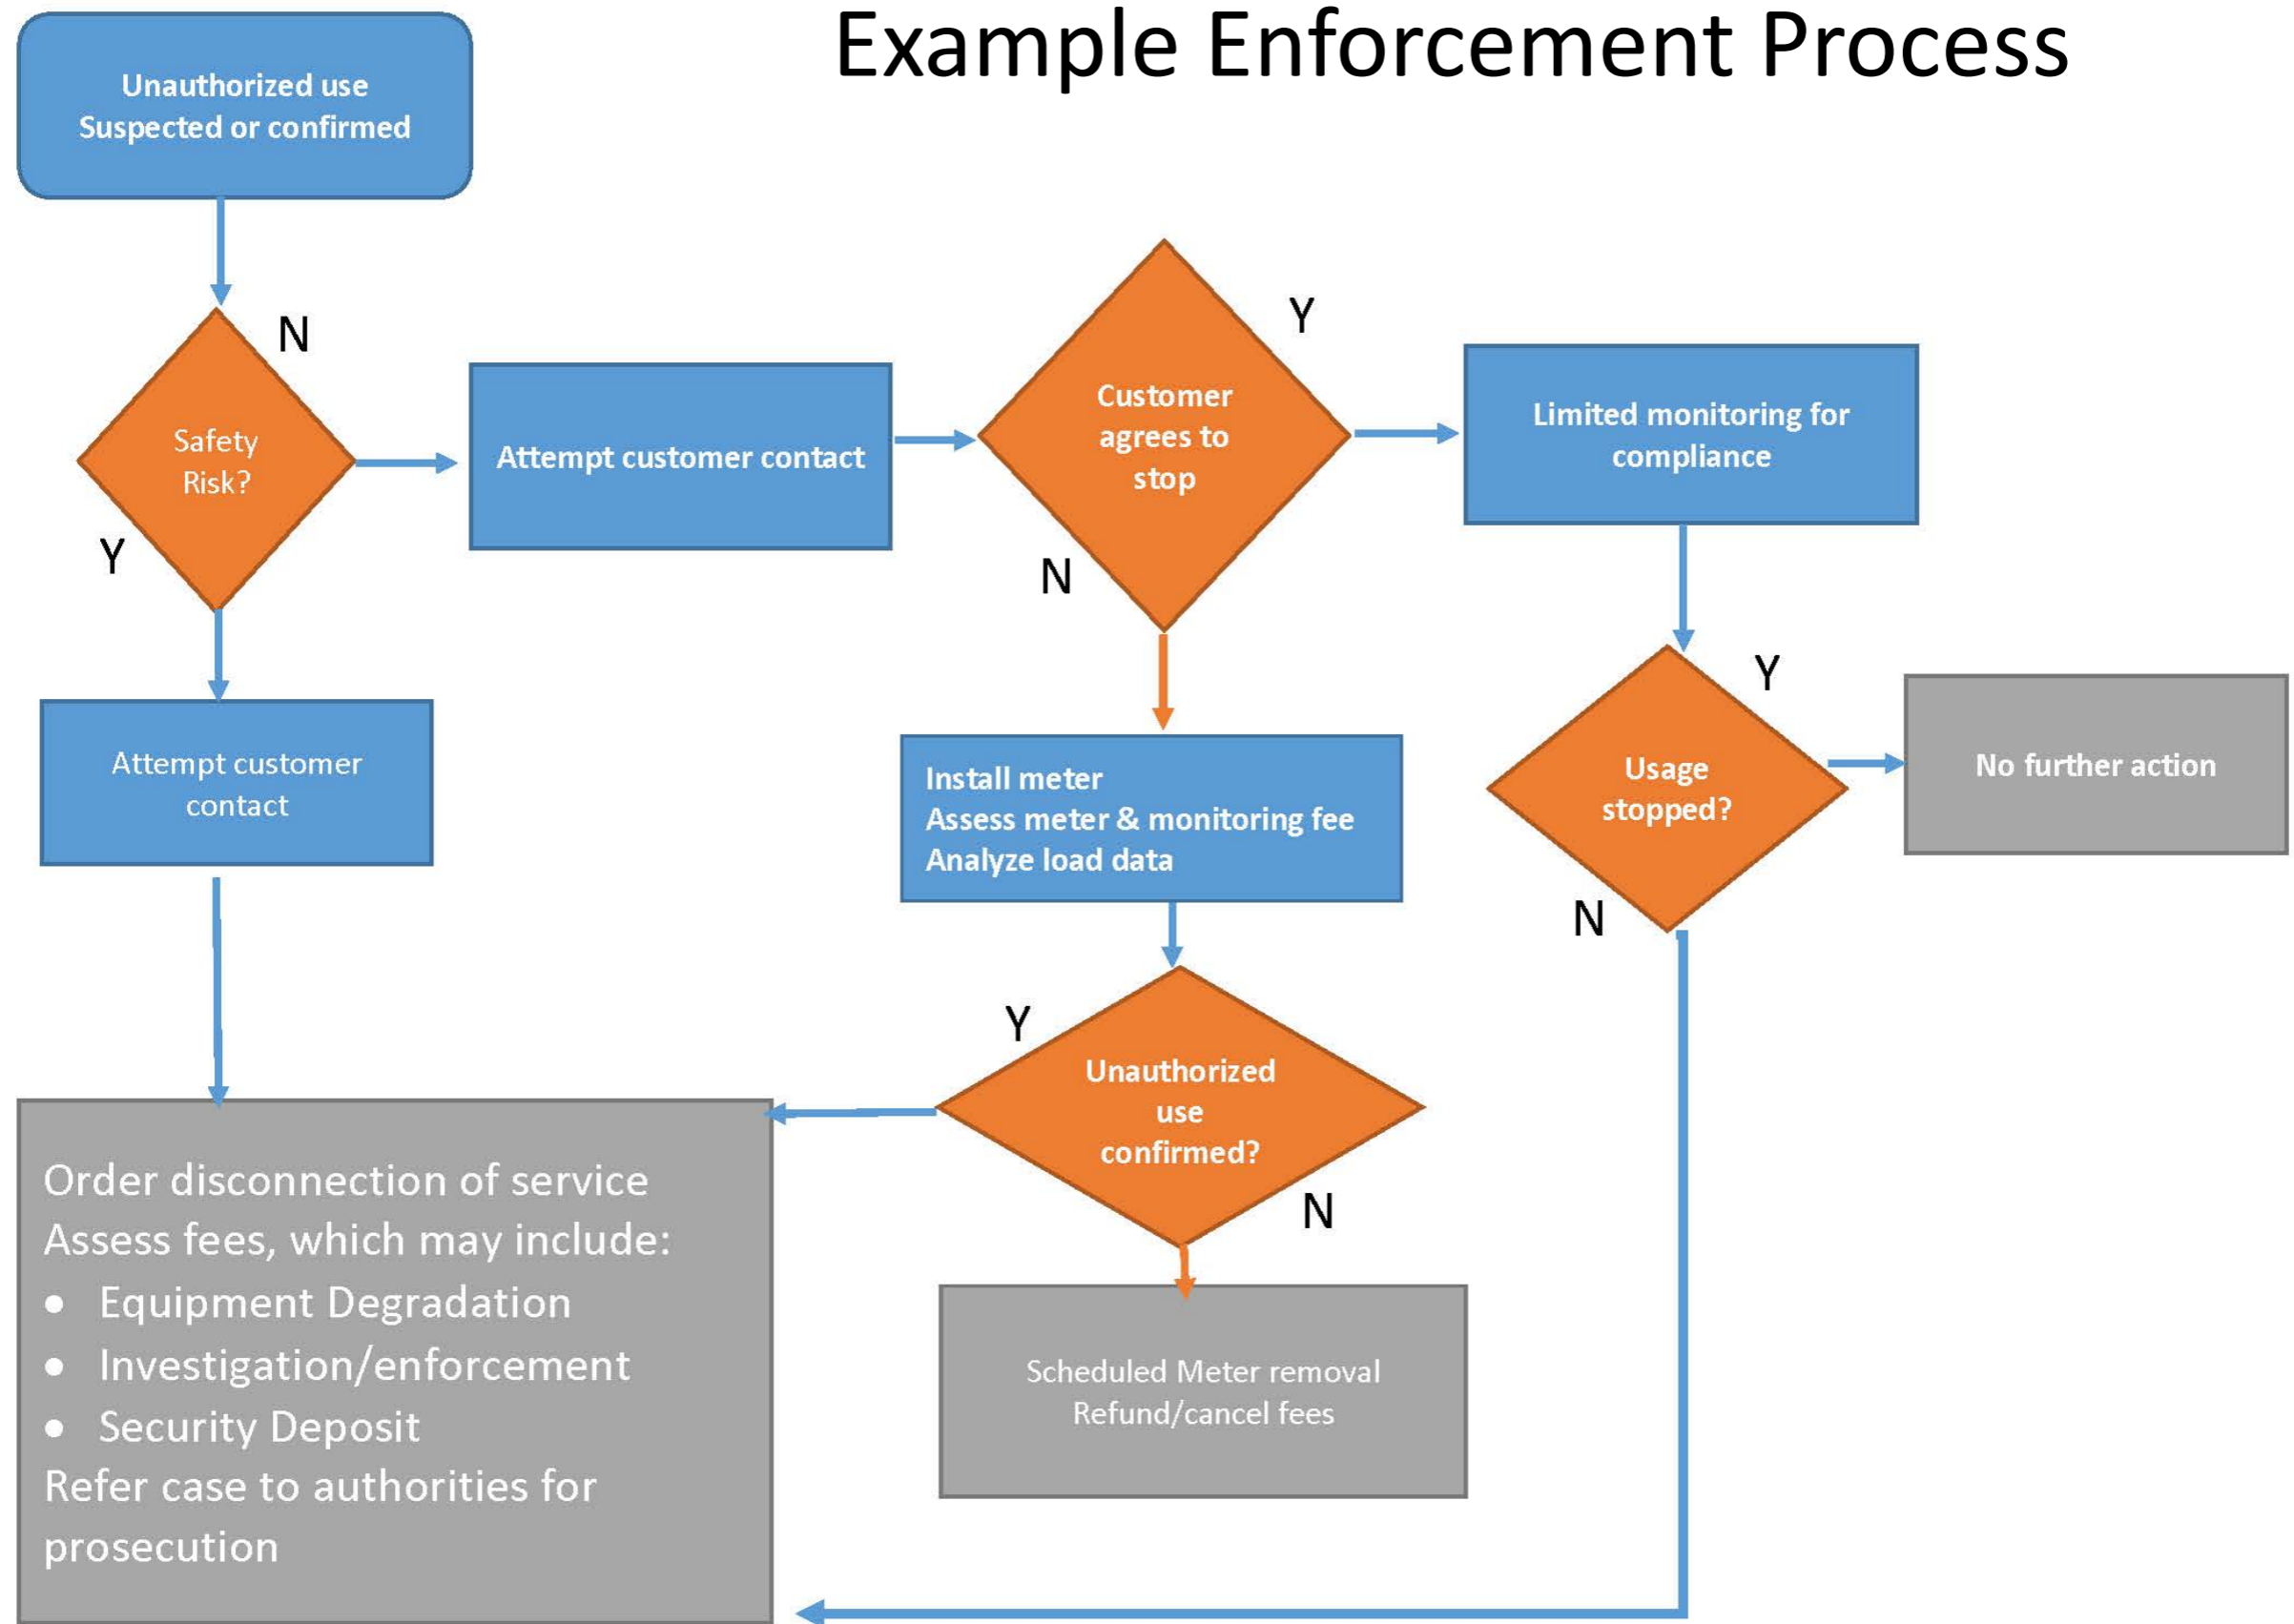 Example Enforcement Process
Unauthorized use
Suspected or confirmed
N
Safety
Risk?
Y
Attempt customer contact
Customer
agrees to
stop
Y
N
Limited monitoring for
compliance
Attempt customer
contact
Install meter
Assess meter & monitoring fee
Analyze load data
Usage
stopped?
Y
N
No further action
Unauthorized
use
confirmed?
Y
N
Order disconnection of service
Assess fees, which may include:
• Equipment Degradation
• Investigation/enforcement
• Security Deposit
Refer case to authorities for
prosecution
Scheduled Meter removal
Refund/cancel fees